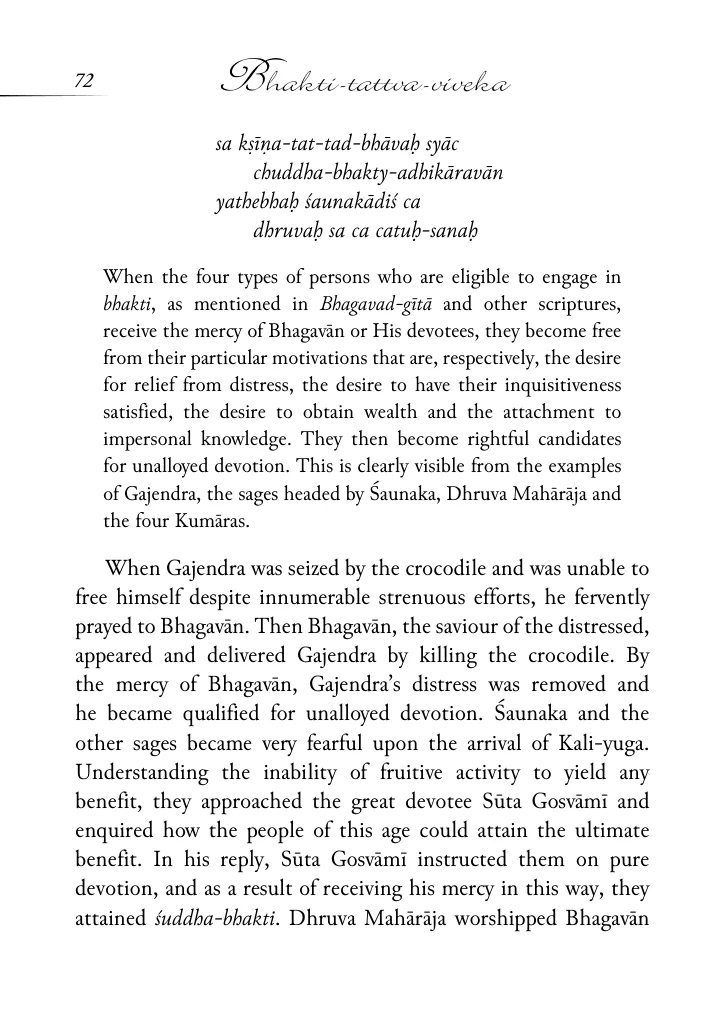 72
Bhakti-tattva-viveka
sa kṣīṇa-tat-tad-bhāvaḥ syāc
chuddha-bhakty-adhikāravān
yathebhaḥ śaunakādiś ca
dhruvaḥ sa ca catuḥ-sanaḥ
When the four types of persons who are eligible to engage in
bhakti, as mentioned in Bhagavad-gītā and other scriptures,
receive the mercy of Bhagavān or His devotees, they become free
from their particular motivations that are, respectively, the desire
for relief from distress, the desire to have their inquisitiveness
satisfied, the desire to obtain wealth and the attachment to
impersonal knowledge. They then become rightful candidates
for unalloyed devotion. This is clearly visible from the examples
of Gajendra, the sages headed by Śaunaka, Dhruva Mahārāja and
the four Kumāras.
When Gajendra was seized by the crocodile and was unable to
free himself despite innumerable strenuous efforts, he fervently
prayed to Bhagavān. Then Bhagavān, the saviour of the distressed,
appeared and delivered Gajendra by killing the crocodile. By
the mercy of Bhagavān, Gajendra’s distress was removed and
he became qualified for unalloyed devotion. Śaunaka and the
other sages became very fearful upon the arrival of Kali-yuga.
Understanding the inability of fruitive activity to yield any
benefit, they approached the great devotee Sūta Gosvāmī and
enquired how the people of this age could attain the ultimate
benefit. In his reply, Sūta Gosvāmī instructed them on pure
devotion, and as a result of receiving his mercy in this way, they
attained śuddha-bhakti. Dhruva Mahārāja worshipped Bhagavān